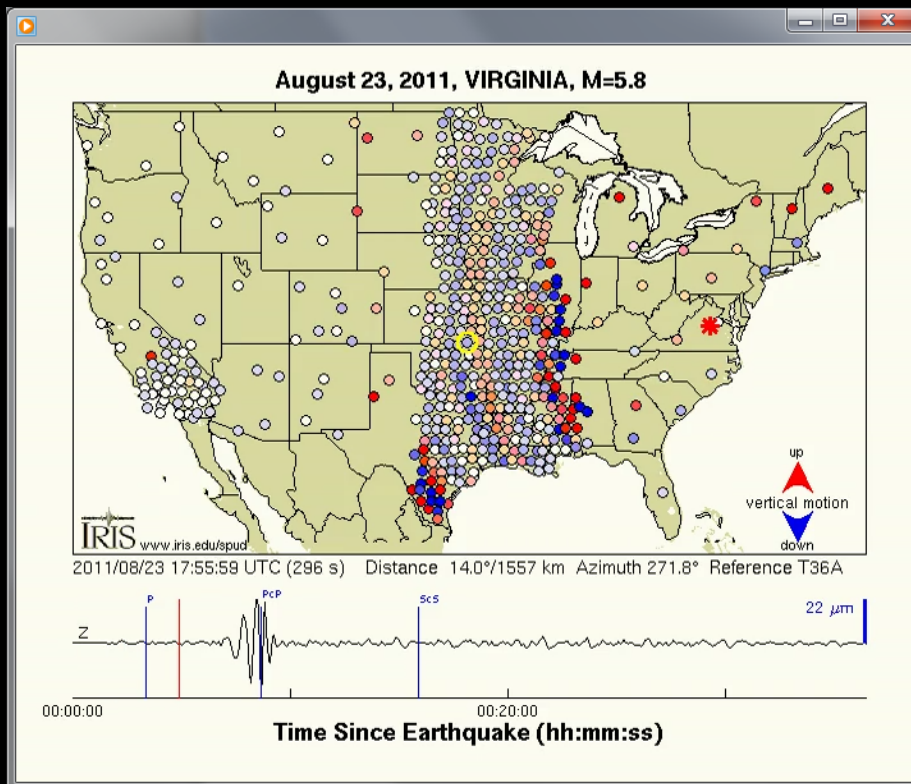 August 23, 2011, VIRGINIA, M=5.8
up
vertical motion
down
IRIS www.iris.edu/spud
2011/08/23 17:55:59 UTC (296 s) Distance 14.0°/1557 km Azimuth 271.8° Reference T36A
P
PcP
ScS
22 μm
Z
00:00:00
00:20:00
Time Since Earthquake (hh:mm:ss)